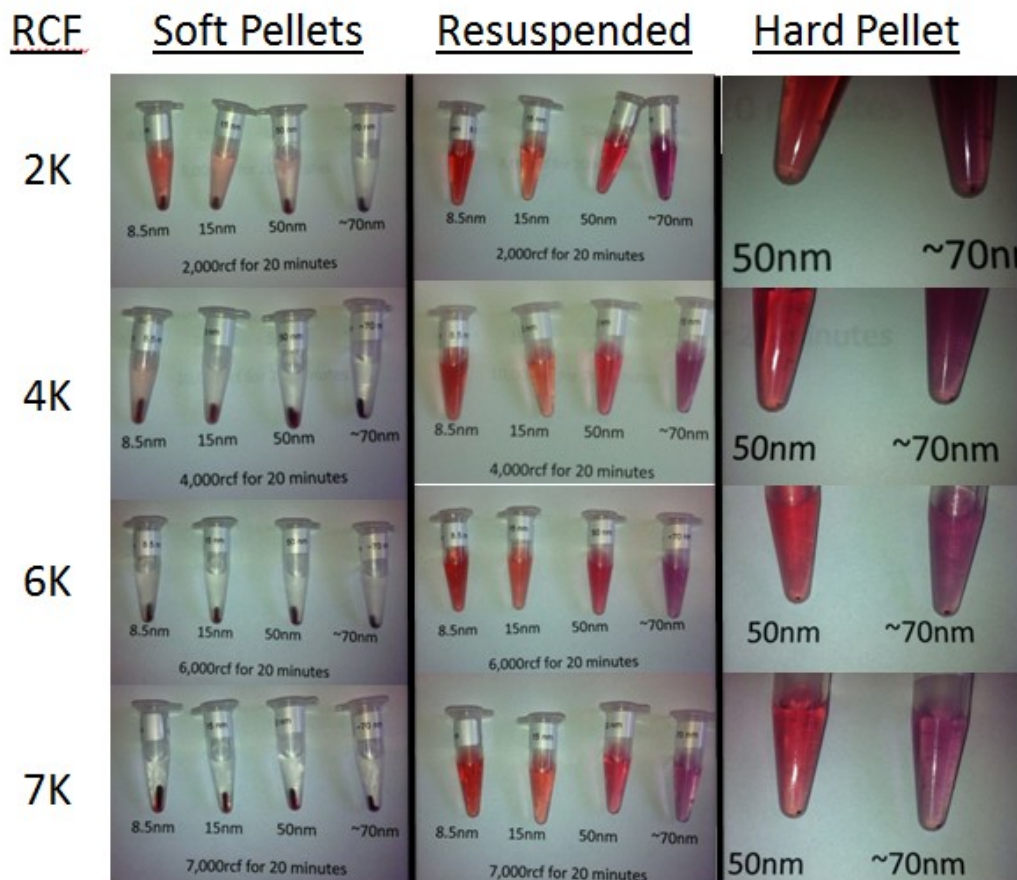 RCF Soft Pellets Resuspended Hard Pellet
2K
8.5nm 15nm 50nm ~70nm
2,000rcf for 20 minutes
8.5nm 15nm 50nm ~70nm
2,000rcf for 20 minutes
50nm ~70nm
4K
8.5nm 15nm 50nm ~70nm
4,000rcf for 20 minutes
8.5nm 15nm 50nm ~70nm
4,000rcf for 20 minutes
50nm ~70nm
6K
8.5nm 15nm 50nm ~70nm
6,000rcf for 20 minutes
8.5nm 15nm 50nm ~70nm
6,000rcf for 20 minutes
50nm ~70nm
7K
8.5nm 15nm 50nm ~70nm
7,000rcf for 20 minutes
8.5nm 15nm 50nm ~70nm
7,000rcf for 20 minutes
50nm ~70nm